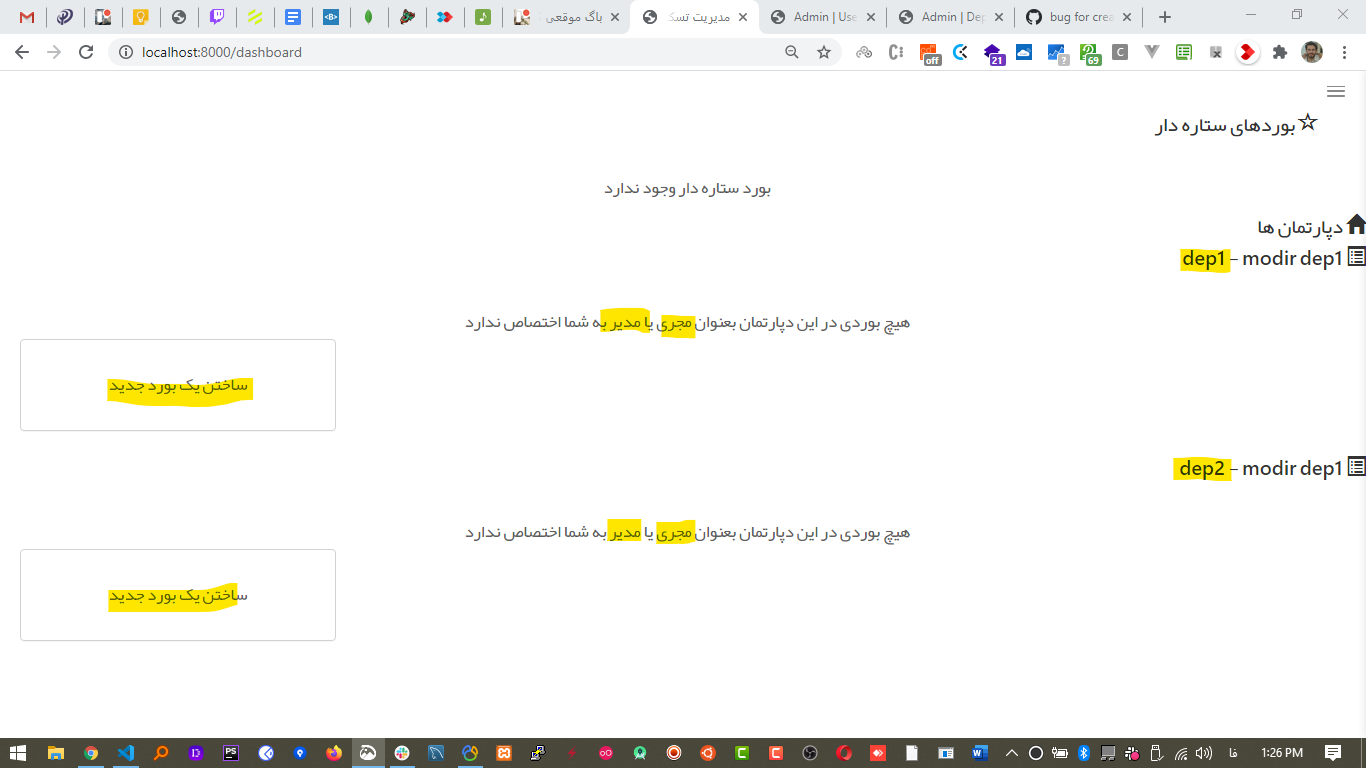 باگ موقعی
مدیریت تسک
Admin | Use
Admin | Dep
bug for crea
localhost:8000/dashboard
off
21
?
69
بوردهای ستاره دار
بورد ستاره دار وجود ندارد
دپارتمان ها
dep1 - modir dep1
هیچ بوردی در این دپارتمان بعنوان مجری یا مدیر به شما اختصاص ندارد
ساختن یک بورد جدید
dep2 - modir dep1
هیچ بوردی در این دپارتمان بعنوان مجری یا مدیر به شما اختصاص ندارد
ساختن یک بورد جدید
فا
1:26 PM